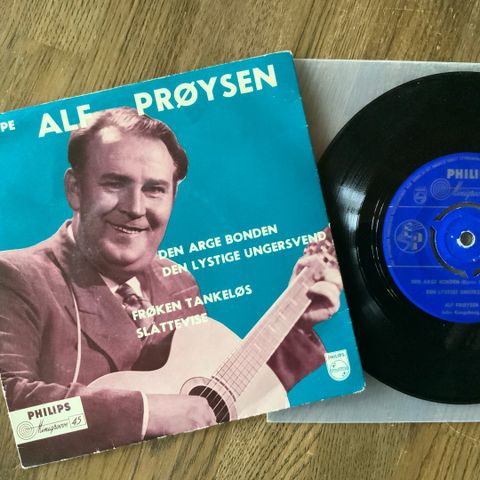 PE ALF PRØYSEN
DEN ARGE BONDEN
DEN LYSTIGE UNGERSVEND
FRØKEN TANKELØS
SLÅTTEVISE
PHILIPS
Minigroove 45
PHILIPS
PHILIPS
Minigroove
DEN ARGE BONDEN
DEN LYSTIGE
ALF PRØYSEN